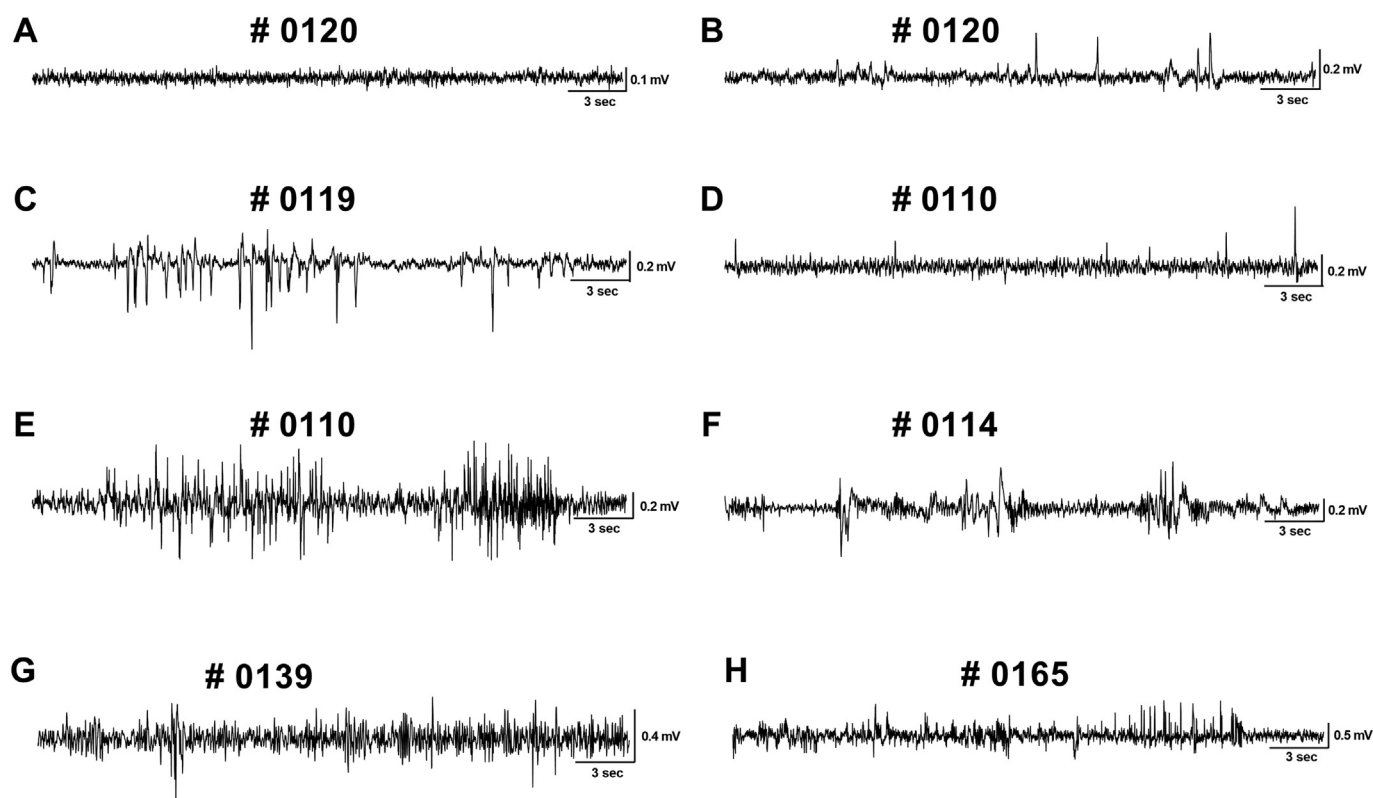 A # 0120
0.1 mV
3 sec
B # 0120
0.2 mV
3 sec
C # 0119
0.2 mV
3 sec
D # 0110
0.2 mV
3 sec
E # 0110
0.2 mV
3 sec
F # 0114
0.2 mV
3 sec
G # 0139
0.4 mV
3 sec
H # 0165
0.5 mV
3 sec